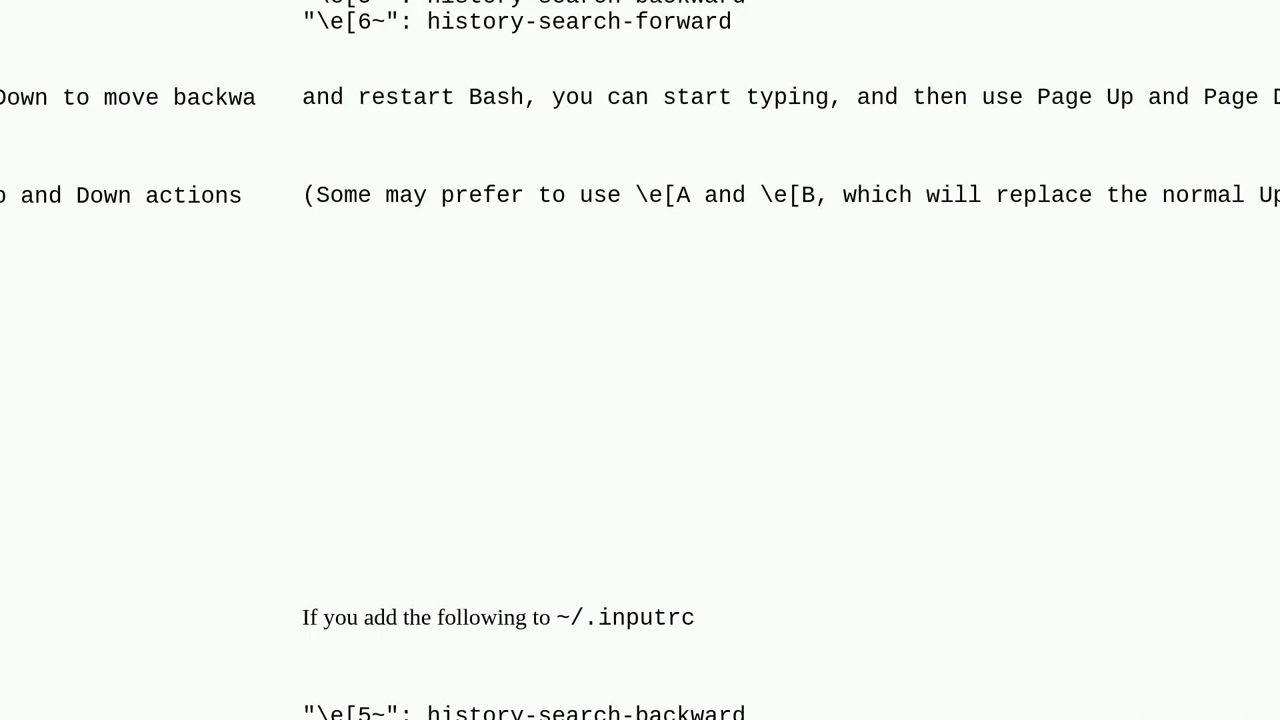 "\e[6~": history-search-forward
Down to move backwa
and restart Bash, you can start typing, and then use Page Up and Page D
p and Down actions
(Some may prefer to use \e[A and \e[B, which will replace the normal Up
If you add the following to ~/.inputrc
"\e[5~": history-search-backward